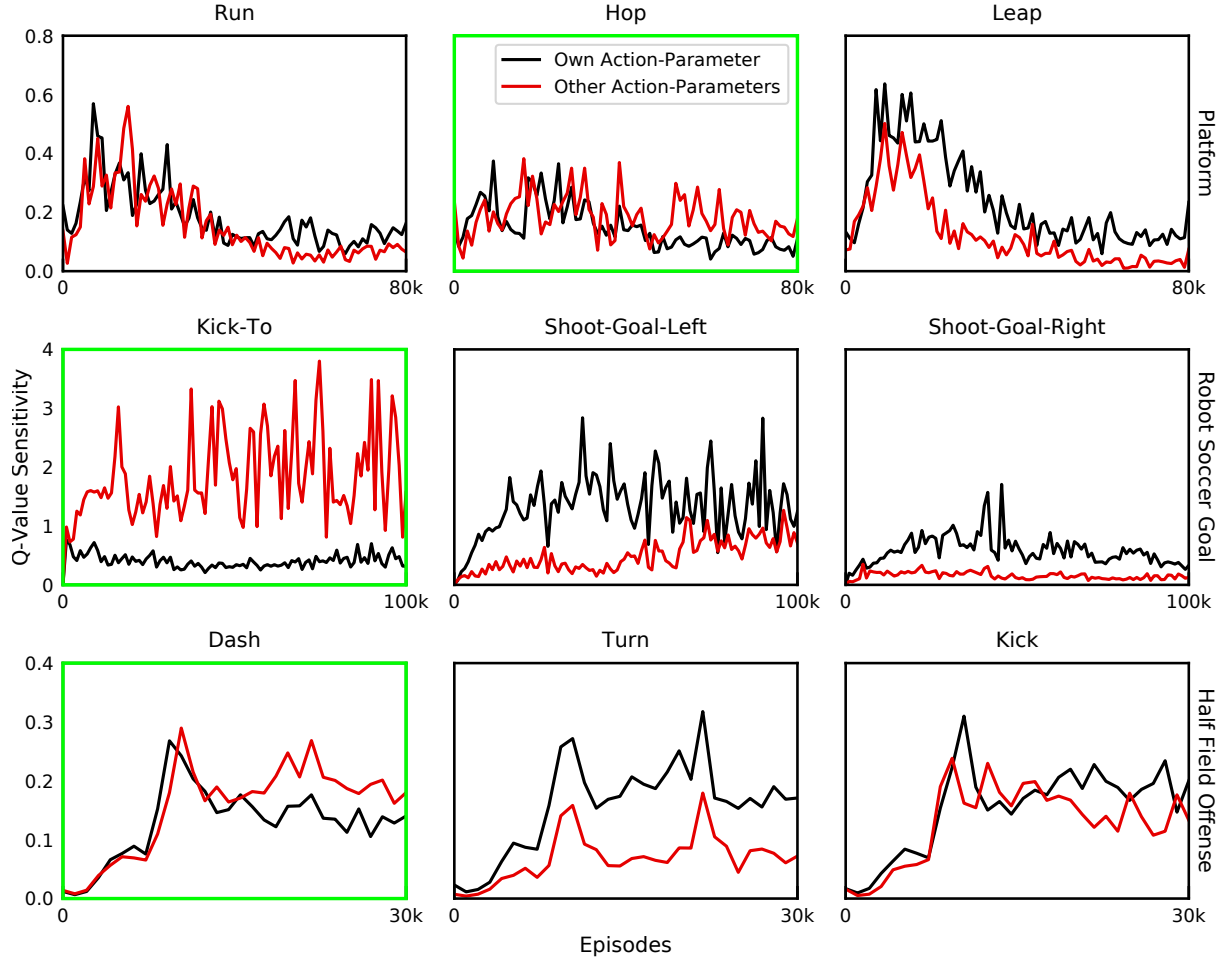 Run
Hop
Leap
0.8
0.6
0.4
0.2
0.0
0
80k
Own Action-Parameter
Other Action-Parameters
0
80k
0
80k
Platform
Kick-To
Shoot-Goal-Left
Shoot-Goal-Right
Q-Value Sensitivity
4
3
2
1
0
0
100k
0
100k
0
100k
Robot Soccer Goal
Dash
Turn
Kick
0.4
0.3
0.2
0.1
0.0
0
30k
0
30k
0
30k
Half Field Offense
Episodes